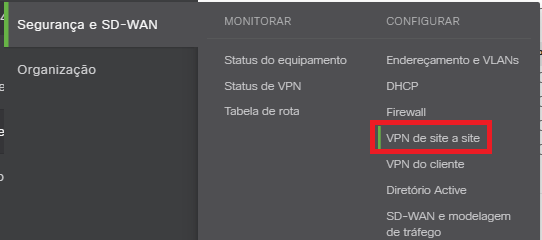 Segurança e SD-WAN
Organização
MONITORAR
Status do equipamento
Status de VPN
Tabela de rota
CONFIGURAR
Endereçamento e VLANs
DHCP
Firewall
VPN de site a site
VPN do cliente
Diretório Active
SD-WAN e modelagem
de tráfego